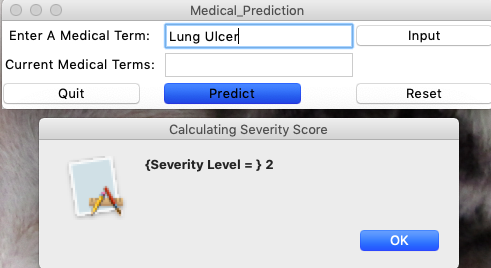 Medical_Prediction
Enter A Medical Term: Lung Ulcer Input
Current Medical Terms:
Quit Predict Reset
Calculating Severity Score
{Severity Level = } 2
OK